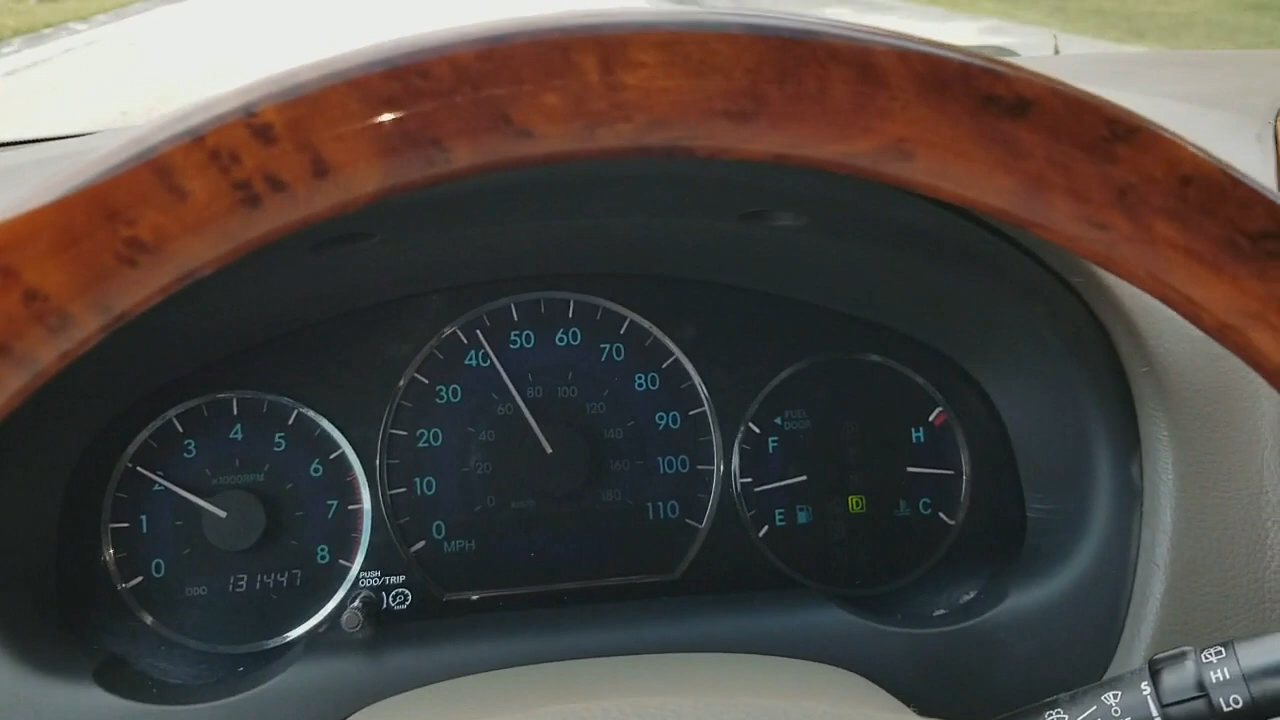 0 1 2 3 4 5 6 7 8
x1000RPM
ODO 131447
PUSH
ODO/TRIP
0 10 20 30 40 50 60 70 80 90 100 110
MPH
0 20 40 60 80 100 120 140 160 180
km/h
FUEL
DOOR
F
E
D
H
C
S
HI
LO